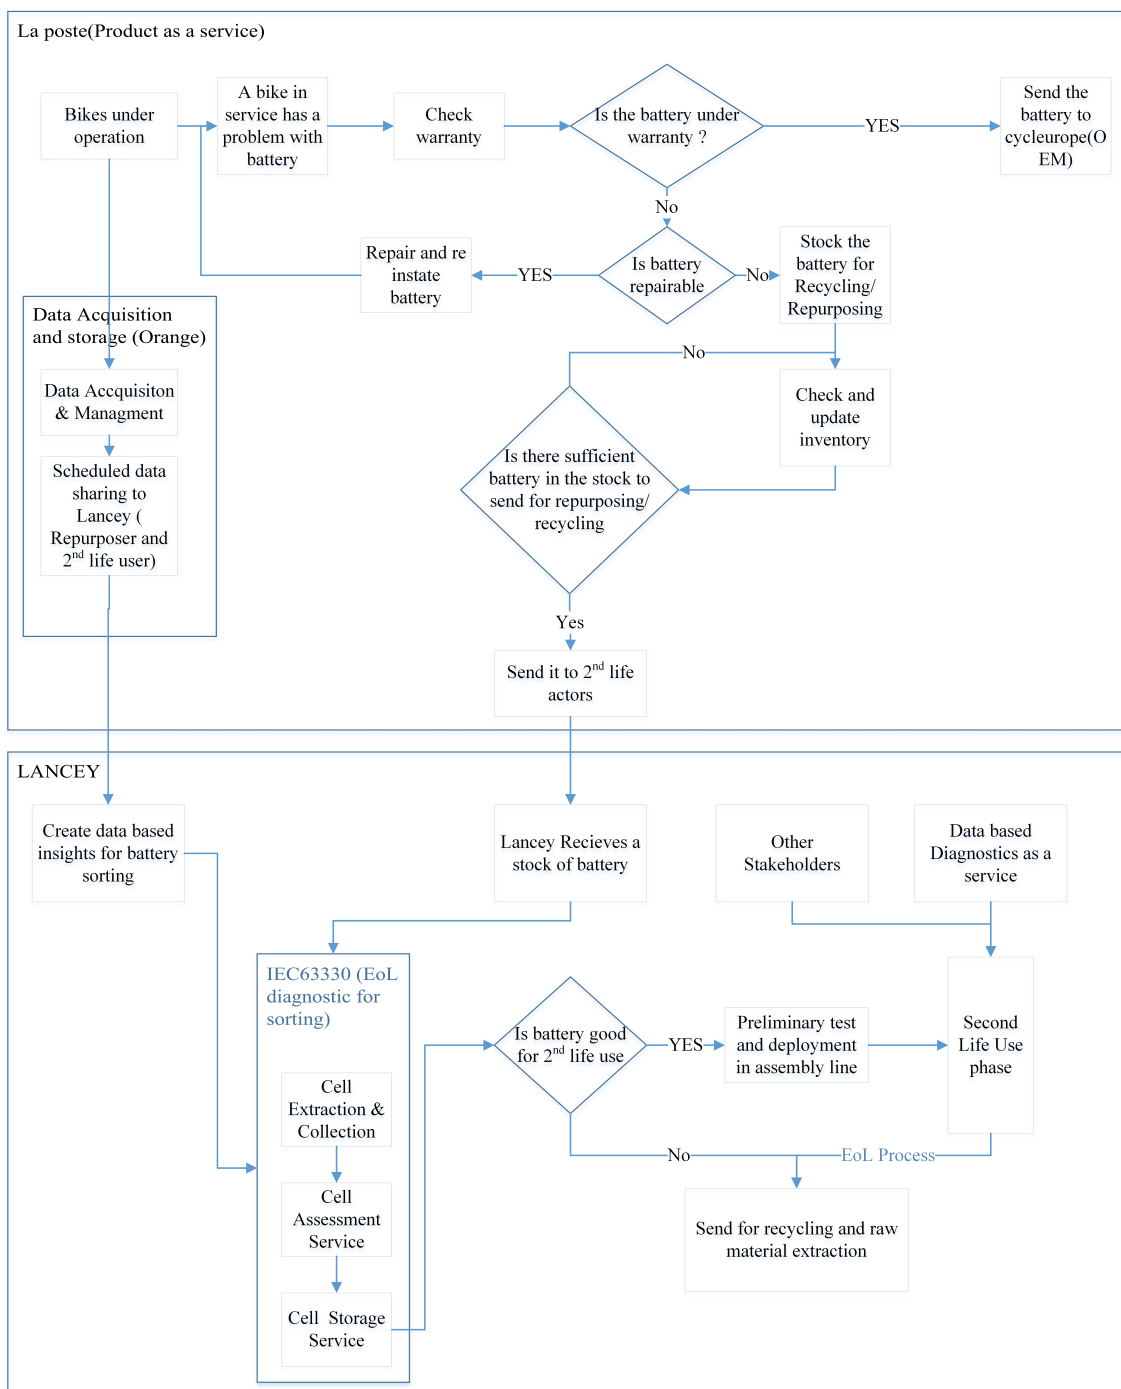 La poste(Product as a service)
Bikes under
operation
A bike in
service has a
problem with
battery
Check
warranty
Is the battery under
warranty ?
YES
Send the
battery to
cycleurope(O
EM)
No
Repair and re
instate
battery
YES
Is battery
repairable
No
Stock the
battery for
Recycling/
Repurposing
Data Acquisition
and storage (Orange)
Data Accquisiton
& Managment
Scheduled data
sharing to
Lancey (
Repurposer and
2nd life user)
No
Check and
update
inventory
Is there sufficient
battery in the stock to
send for repurposing/
recycling
Yes
Send it to 2nd life
actors
LANCEY
Create data based
insights for battery
sorting
Lancey Recieves a
stock of battery
Other
Stakeholders
Data based
Diagnostics as a
service
IEC63330 (EoL
diagnostic for
sorting)
Cell
Extraction &
Collection
Cell
Assessment
Service
Cell Storage
Service
Is battery good
for 2nd life use
YES
Preliminary test
and deployment
in assembly line
Second
Life Use
phase
No
EoL Process
Send for recycling and raw
material extraction